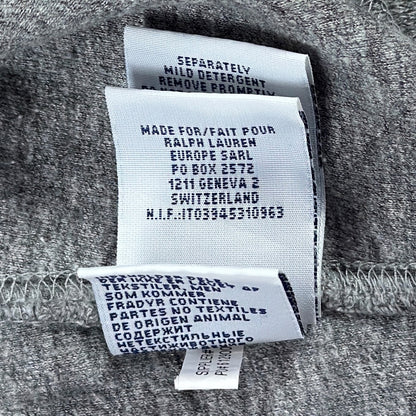 SEPARATELY
MILD DETERGENT
REMOVE PROMPTLY
MADE FOR/FAIT POUR
RALPH LAUREN
EUROPE SARL
PO BOX 2572
1211 GENEVA 2
SWITZERLAND
N.I.F.:IT03945310963
TEKSTILER
SOM KOMMER
FRADYR CONTIENE
PARTES NO TEXTILES
DE ORIGEN ANIMAL
СОДЕРЖИТ
НЕТЕКСТИЛЬНЫЕ